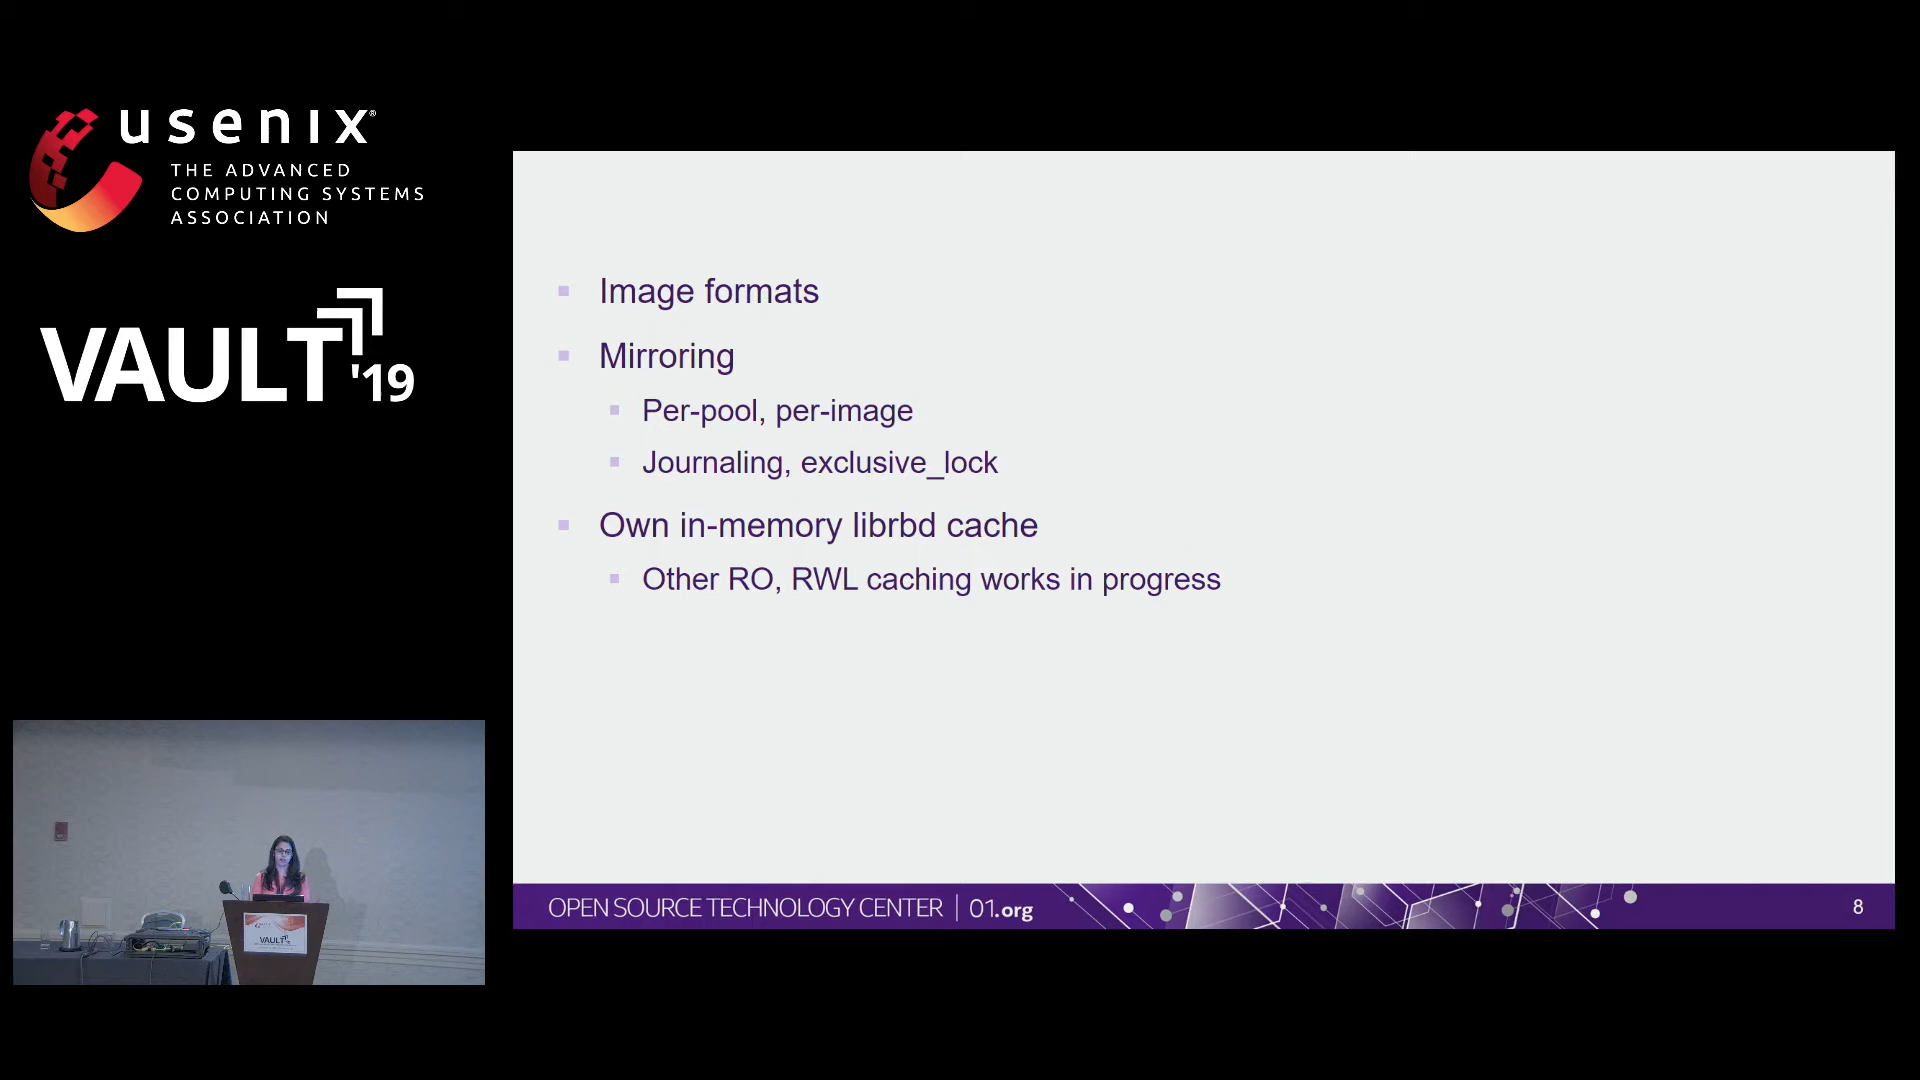 usenix®
THE ADVANCED
COMPUTING SYSTEMS
ASSOCIATION
VAULT '19
Image formats
Mirroring
Per-pool, per-image
Journaling, exclusive_lock
Own in-memory librbd cache
Other RO, RWL caching works in progress
OPEN SOURCE TECHNOLOGY CENTER | 01.org
8
VAULT